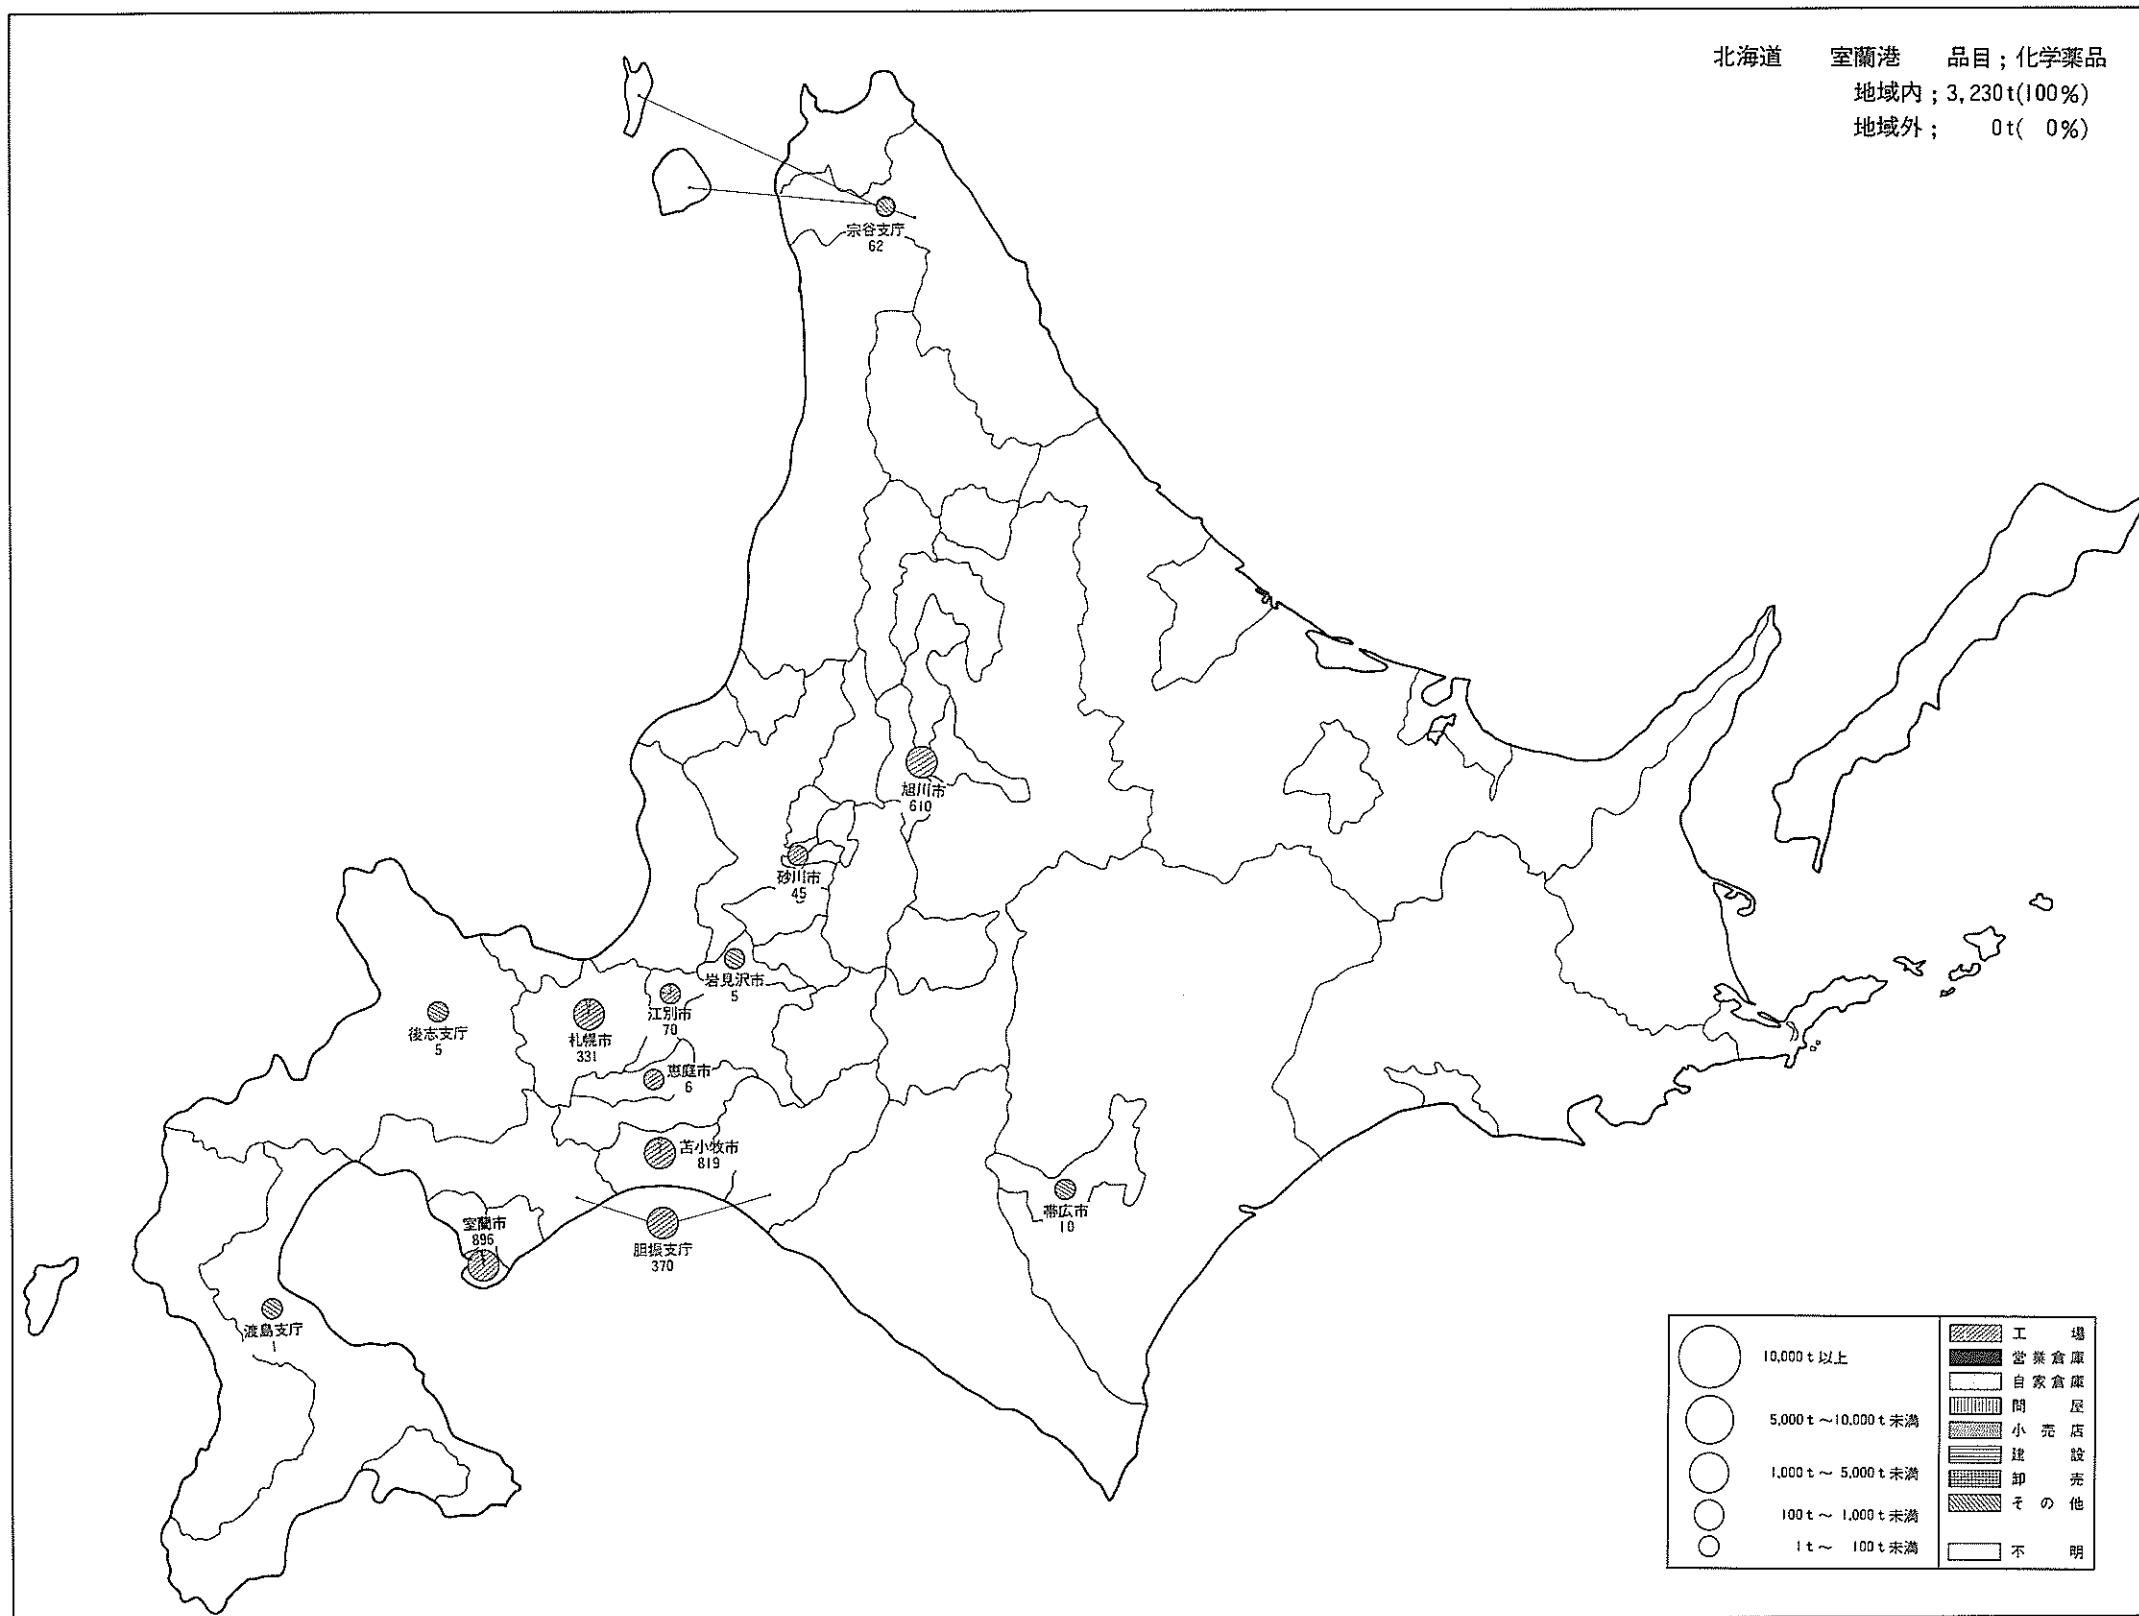 北海道　室蘭港　品目；化学薬品
地域内；3,230t(100%)
地域外；　0t(　0%)
宗谷支庁
62
旭川市
610
砂川市
45
岩見沢市
5
江別市
70
札幌市
331
後志支庁
5
恵庭市
6
苫小牧市
819
帯広市
10
室蘭市
896
胆振支庁
370
渡島支庁
1
10,000t以上
5,000t～10,000t未満
1,000t～5,000t未満
100t～1,000t未満
1t～100t未満
工場
営業倉庫
自家倉庫
問屋
小売店
建設
卸売
その他
不明